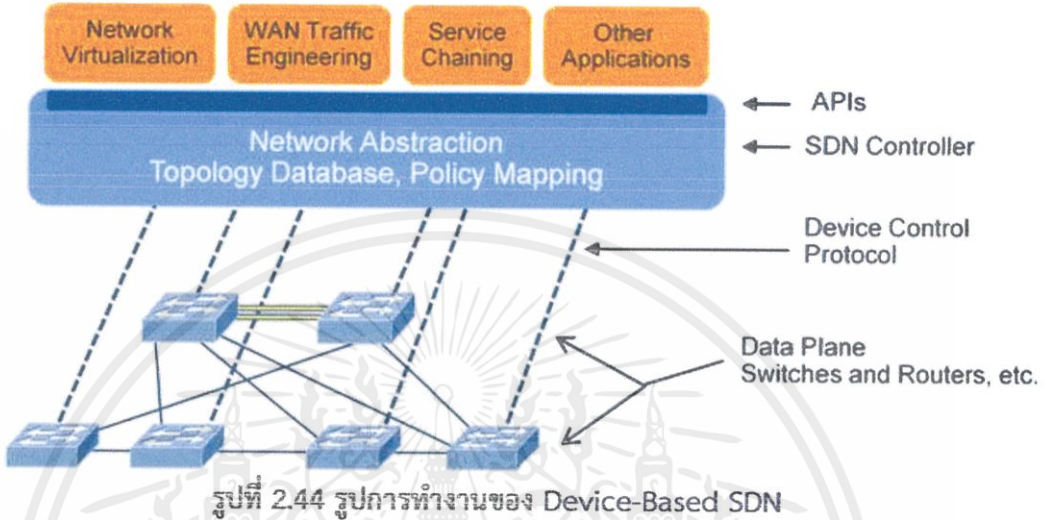 Network
Virtualization
WAN Traffic
Engineering
Service
Chaining
Other
Applications
APIs
Network Abstraction
Topology Database, Policy Mapping
SDN Controller
Device Control
Protocol
Data Plane
Switches and Routers, etc.
รูปที่ 2.44 รูปการทำงานของ Device-Based SDN